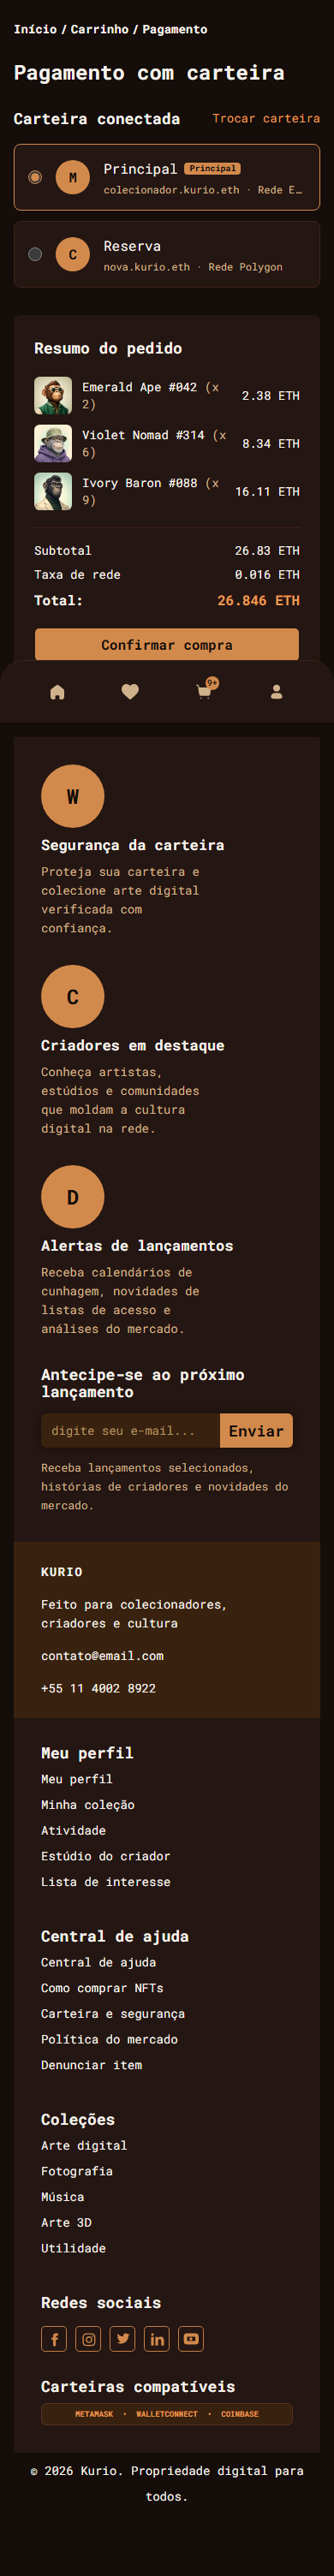 Início / Carrinho / Pagamento
Pagamento com carteira
Carteira conectada
Trocar carteira
M
Principal
Principal
colecionador.kurio.eth · Rede E…
C
Reserva
nova.kurio.eth · Rede Polygon
Resumo do pedido
Emerald Ape #042 (x
2)
2.38 ETH
Violet Nomad #314 (x
6)
8.34 ETH
Ivory Baron #088 (x
9)
16.11 ETH
Subtotal
26.83 ETH
Taxa de rede
0.016 ETH
Total:
26.846 ETH
Confirmar compra
9+
W
Segurança da carteira
Proteja sua carteira e
colecione arte digital
verificada com
confiança.
C
Criadores em destaque
Conheça artistas,
estúdios e comunidades
que moldam a cultura
digital na rede.
D
Alertas de lançamentos
Receba calendários de
cunhagem, novidades de
listas de acesso e
análises do mercado.
Antecipe-se ao próximo
lançamento
digite seu e-mail...
Enviar
Receba lançamentos selecionados,
histórias de criadores e novidades do
mercado.
KURIO
Feito para colecionadores,
criadores e cultura
contato@email.com
+55 11 4002 8922
Meu perfil
Meu perfil
Minha coleção
Atividade
Estúdio do criador
Lista de interesse
Central de ajuda
Central de ajuda
Como comprar NFTs
Carteira e segurança
Política do mercado
Denunciar item
Coleções
Arte digital
Fotografia
Música
Arte 3D
Utilidade
Redes sociais
Carteiras compatíveis
METAMASK • WALLETCONNECT • COINBASE
© 2026 Kurio. Propriedade digital para
todos.